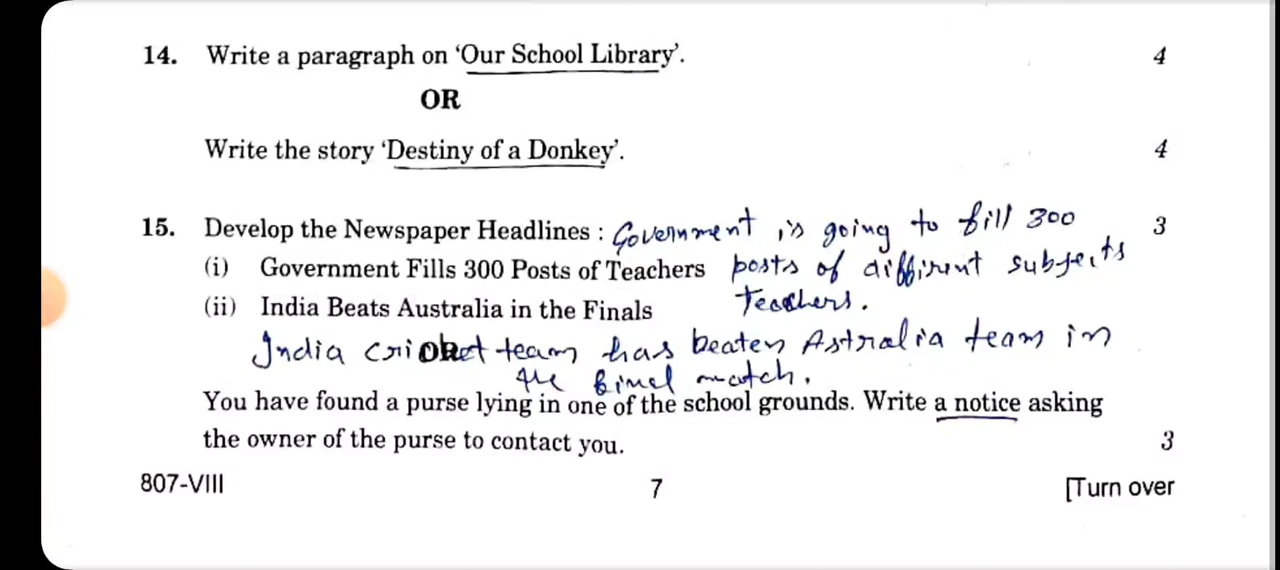 14. Write a paragraph on 'Our School Library'. 4
OR
Write the story 'Destiny of a Donkey'. 4
15. Develop the Newspaper Headlines : Government is going to fill 300 3
(i) Government Fills 300 Posts of Teachers posts of diffirent subjects
(ii) India Beats Australia in the Finals Teachers.
India cricket team has beaten Astralia team in
OR
the final match.
You have found a purse lying in one of the school grounds. Write a notice asking
the owner of the purse to contact you. 3
807-VIII 7 [Turn over